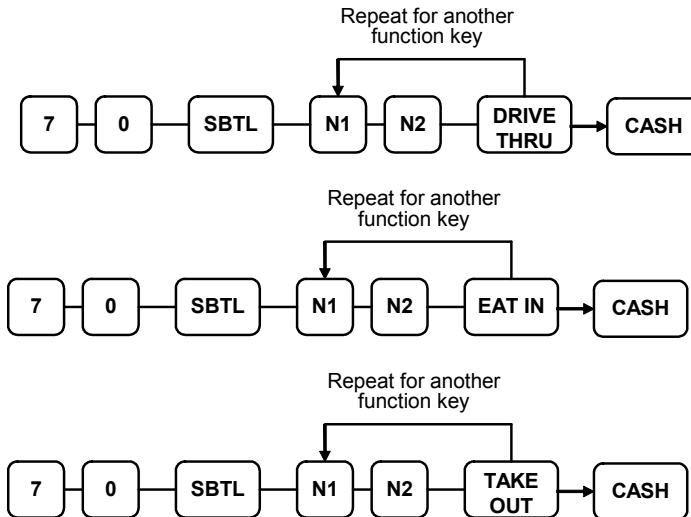 Repeat for another
function key
7 0 SBTL N1 N2 DRIVE THRU CASH
Repeat for another
function key
7 0 SBTL N1 N2 EAT IN CASH
Repeat for another
function key
7 0 SBTL N1 N2 TAKE OUT CASH